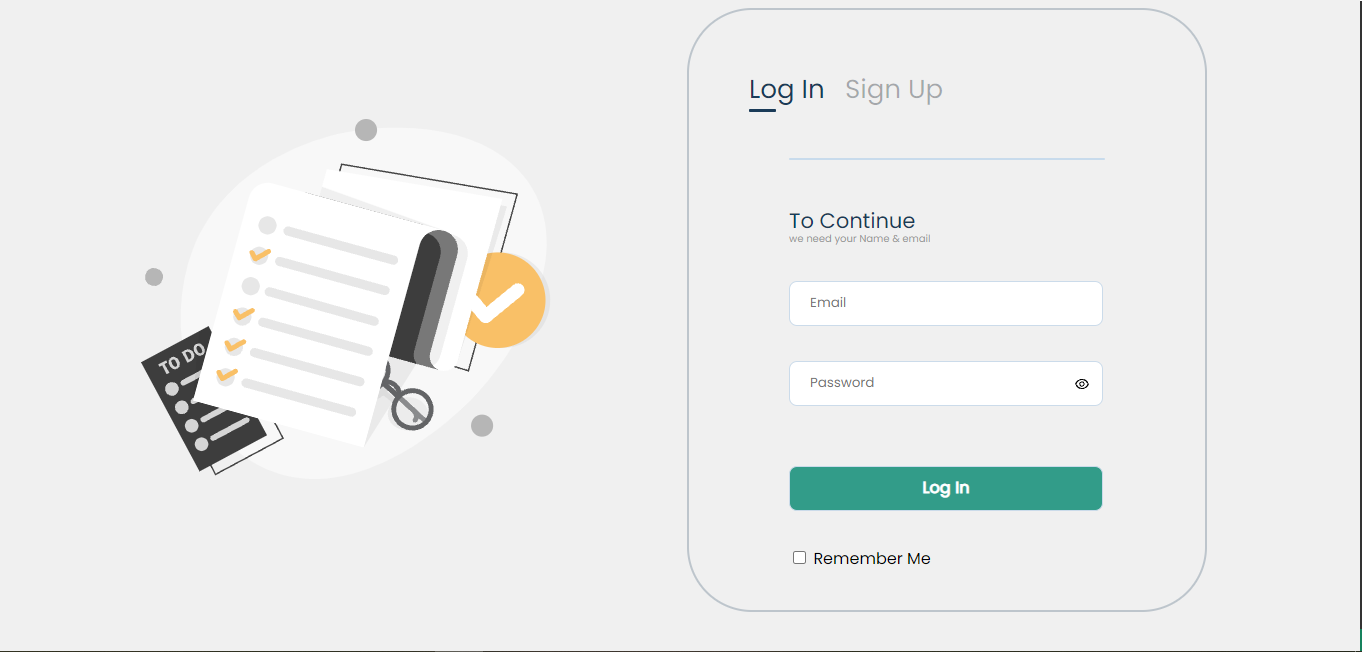 Log In Sign Up
To Continue
we need your Name & email
Email
Password
Log In
Remember Me
TO DO